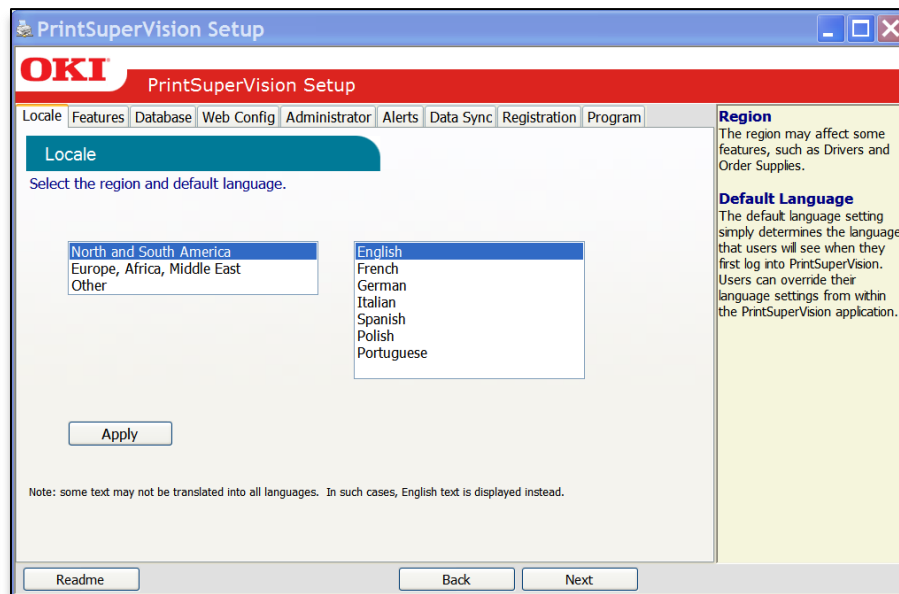 PrintSuperVision Setup
OKI
PrintSuperVision Setup
Locale Features Database Web Config Administrator Alerts Data Sync Registration Program
Locale
Select the region and default language.
North and South America
Europe, Africa, Middle East
Other
English
French
German
Italian
Spanish
Polish
Portuguese
Apply
Note: some text may not be translated into all languages. In such cases, English text is displayed instead.
Region
The region may affect some
features, such as Drivers and
Order Supplies.
Default Language
The default language setting
simply determines the language
that users will see when they
first log into PrintSuperVision.
Users can override their
language settings from within
the PrintSuperVision application.
Readme
Back
Next